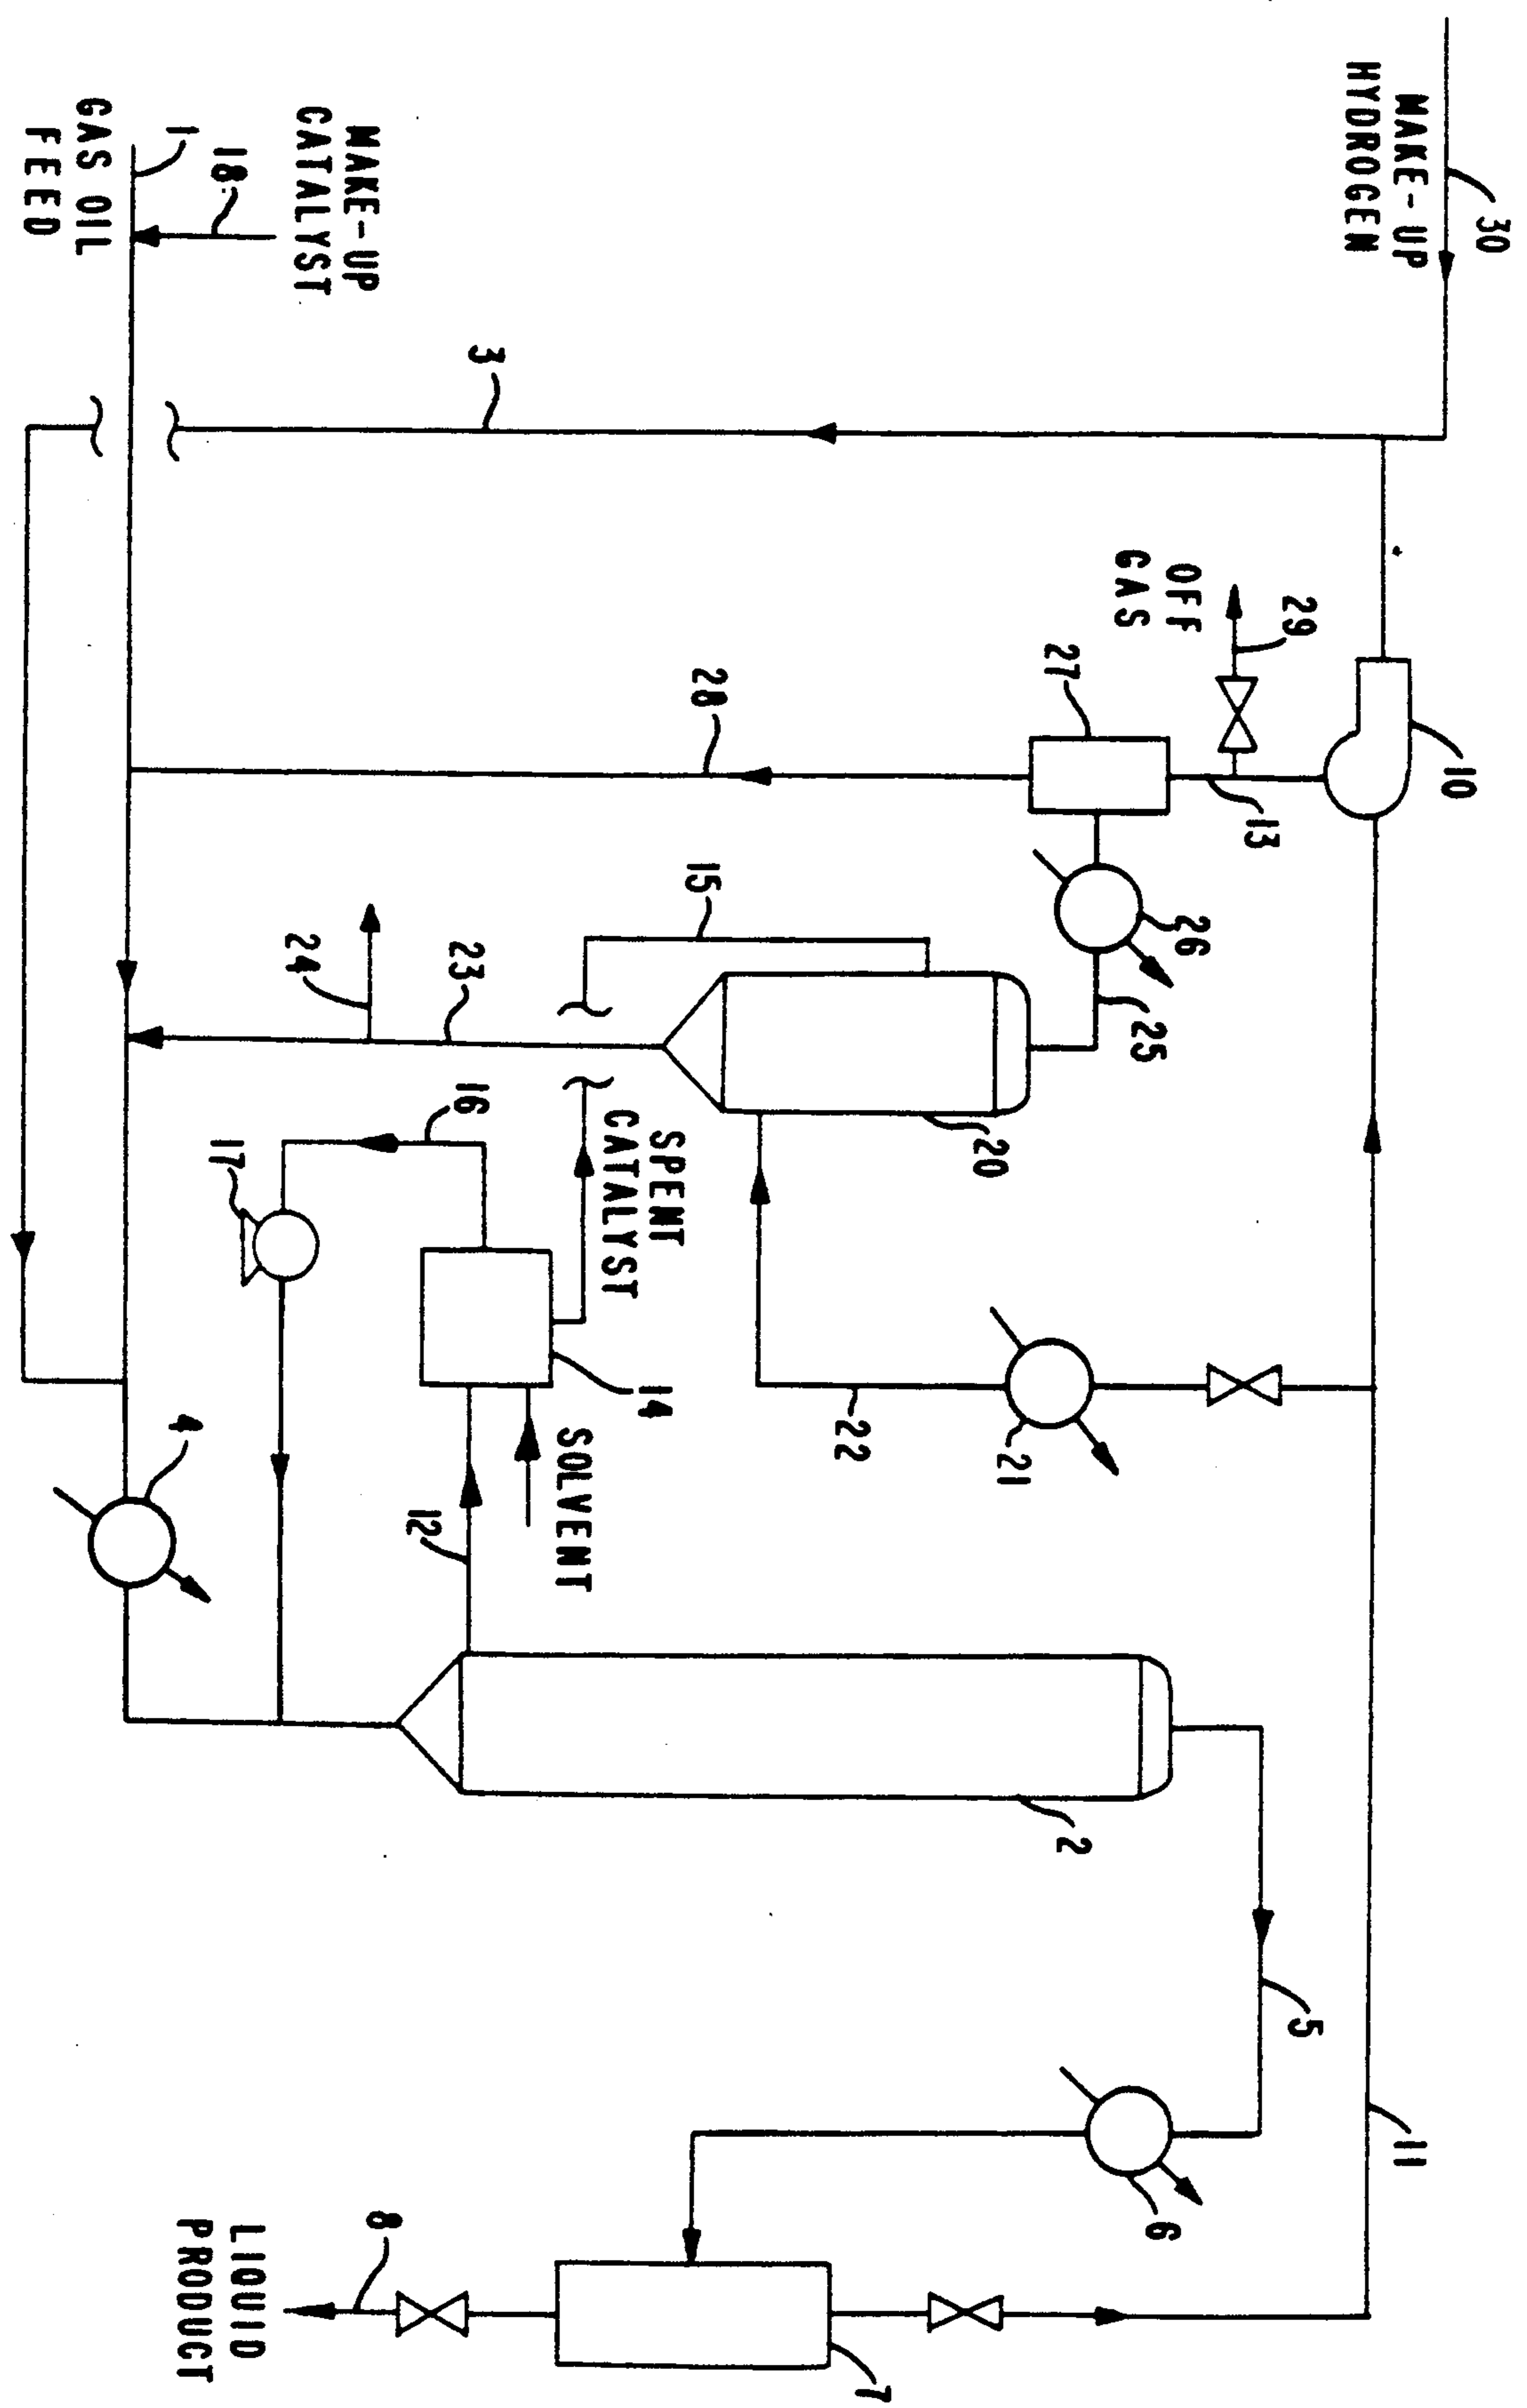 30
MAKE-UP
HYDROGEN
10
11
5
29
13
26
OFF
GAS
6
25
2
27
21
20
7
22
28
15
SPENT
CATALYST
14
SOLVENT
3
16
23
12
8
MAKE-UP
CATALYST
24
LIQUID
PRODUCT
18
17
4
1
GAS OIL
FEED